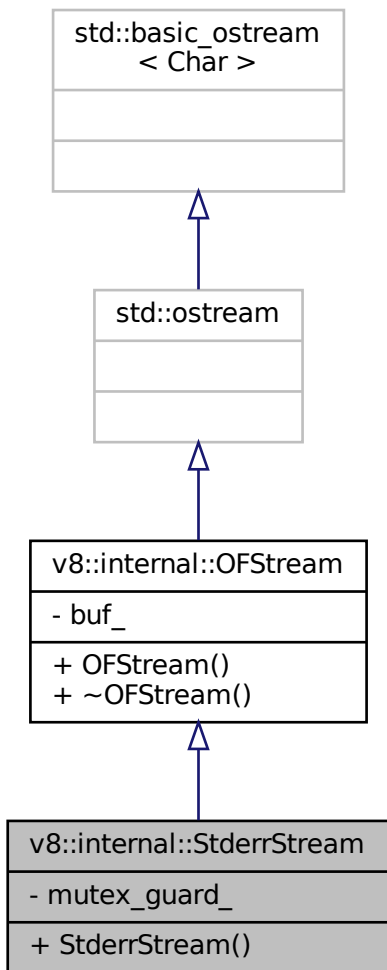 std::basic_ostream
< Char >
std::ostream
v8::internal::OFStream
- buf_
+ OFStream()
+ ~OFStream()
v8::internal::StderrStream
- mutex_guard_
+ StderrStream()